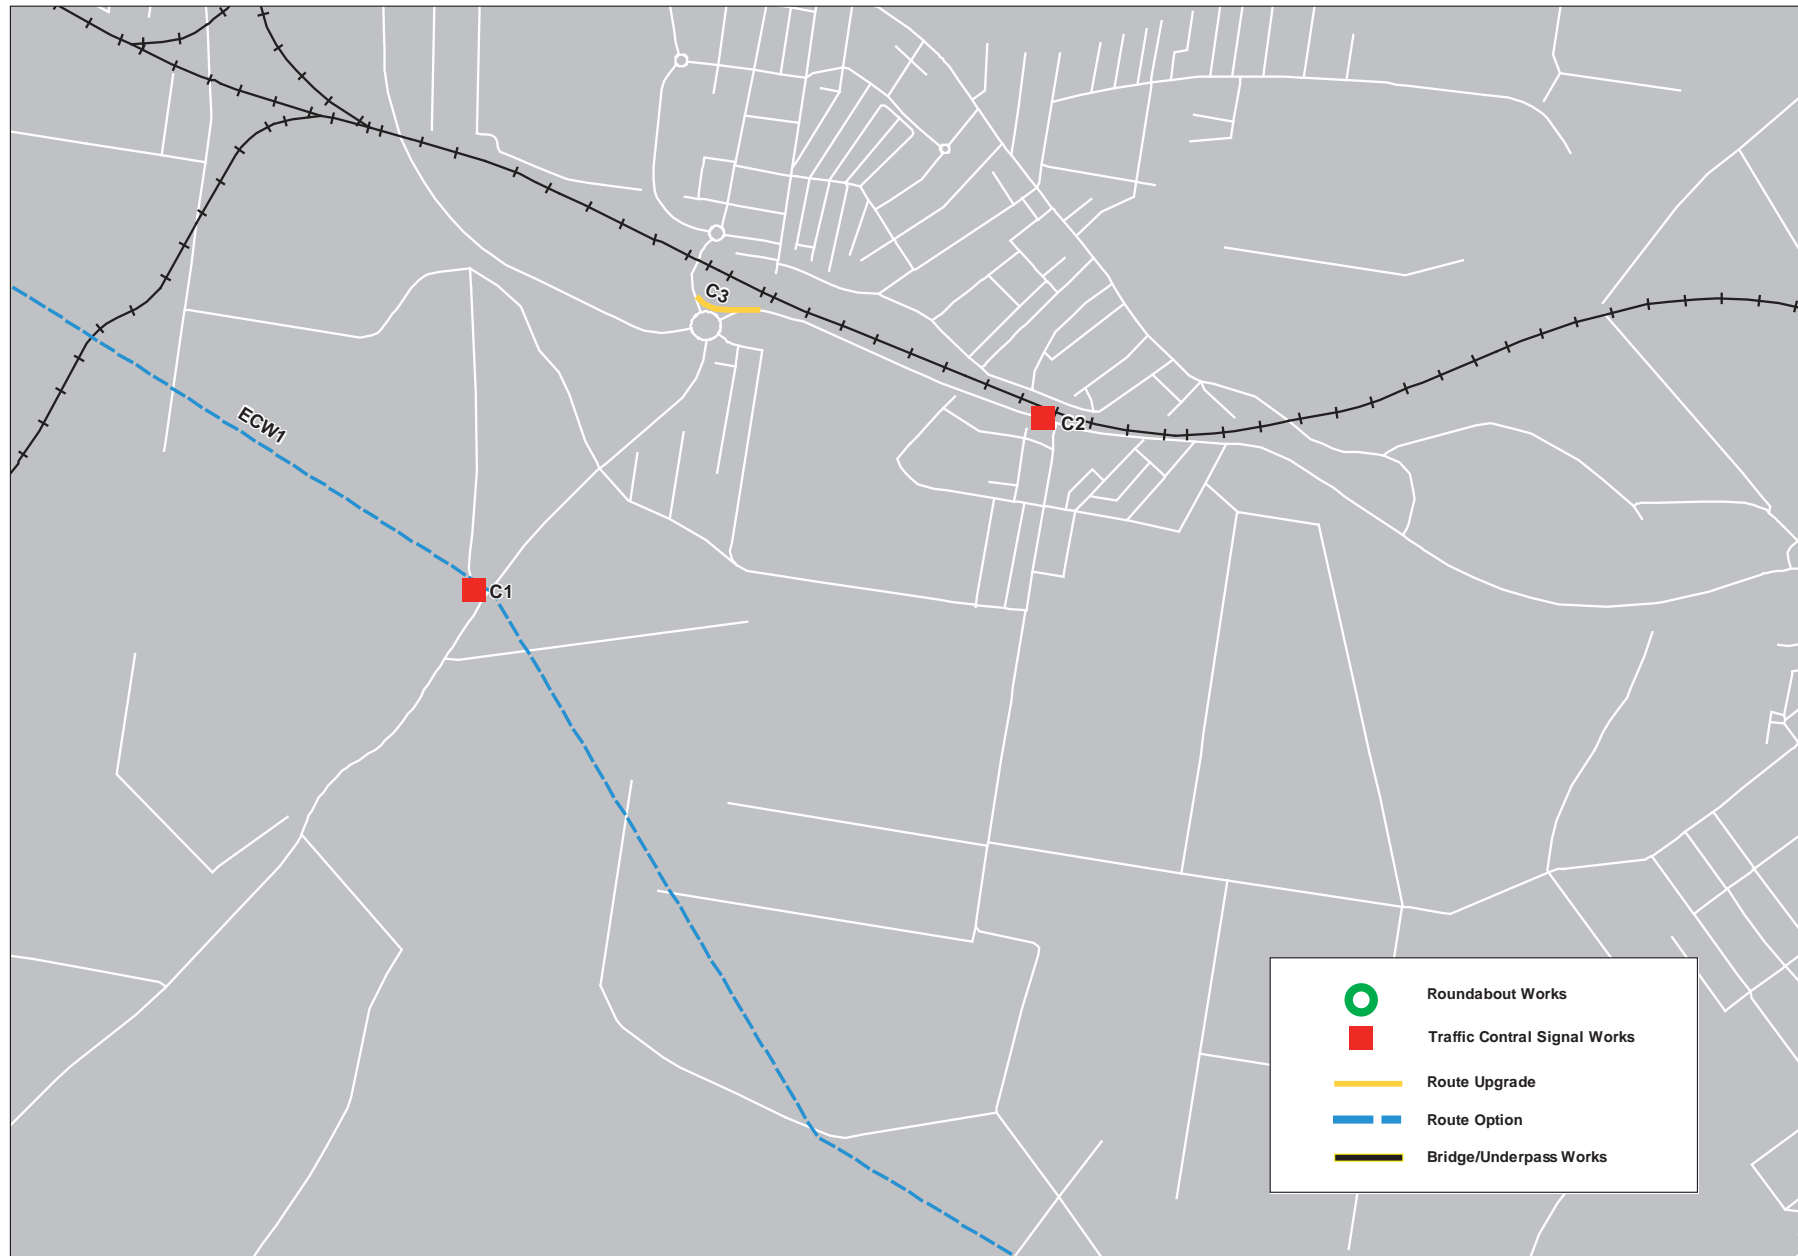 C3
ECW1
C2
C1
Roundabout Works
Traffic Contral Signal Works
Route Upgrade
Route Option
Bridge/Underpass Works